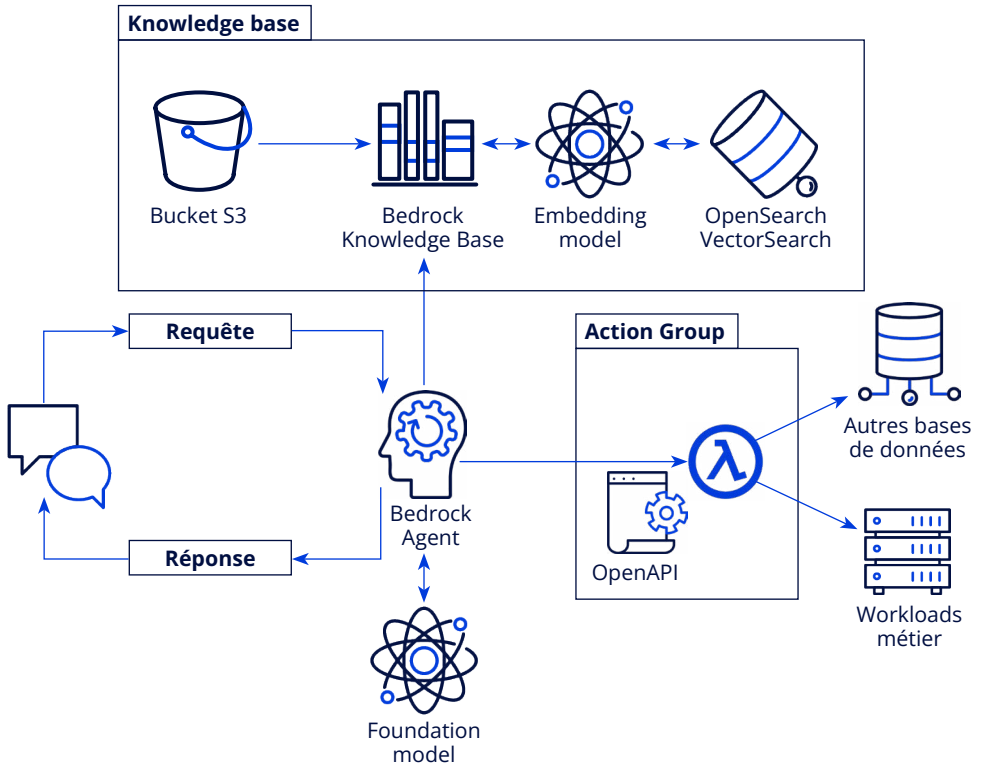 Knowledge base
Bucket S3
Bedrock
Knowledge Base
Embedding
model
OpenSearch
VectorSearch
Requête
Action Group
Autres bases
de données
Bedrock
Agent
Réponse
OpenAPI
Workloads
métier
Foundation
model